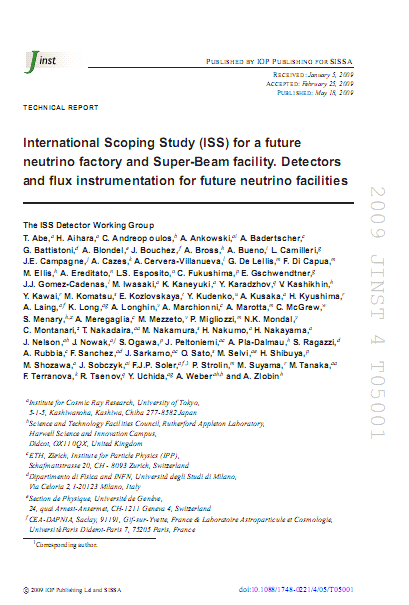 Jinst
PUBLISHED BY IOP PUBLISHING FOR SISSA
RECEIVED: January 5, 2009
ACCEPTED: February 25, 2009
PUBLISHED: May 18, 2009
TECHNICAL REPORT
International Scoping Study (ISS) for a future
neutrino factory and Super-Beam facility. Detectors
and flux instrumentation for future neutrino facilities
The ISS Detector Working Group
T. Abe, H. Aihara, C. Andreopoulos, A. Ankowski, A. Badertscher,
G. Battistoni, A. Blondel, J. Bouchez, A. Bross, A. Bueno, L. Camilleri,
J.E. Campagne, A. Cazes, A. Cervera-Villanueva, G. De Lellis, F. Di Capua,
M. Ellis, A. Ereditato, L.S. Esposito, C. Fukushima, E. Gschwendtner,
J.J. Gomez-Cadenas, M. Iwasaki, K. Kaneyuki, Y. Karadzhov, V. Kashikhin,
Y. Kawai, M. Komatsu, E. Kozlovskaya, Y. Kudenko, A. Kusaka, H. Kyushima,
A. Laing, K. Long, A. Longhin, A. Marchionni, A. Marotta, C. McGrew,
S. Menary, A. Meregaglia, M. Mezzeto, P. Migliozzi, N.K. Mondal,
C. Montanari, T. Nakadaira, M. Nakamura, H. Nakumo, H. Nakayama,
J. Nelson, J. Nowak, S. Ogawa, J. Peltoniemi, A. Pla-Dalmau, S. Ragazzi,
A. Rubbia, F. Sanchez, J. Sarkamo, O. Sato, M. Selvi, H. Shibuya,
M. Shozawa, J. Sobczyk, F.J.P. Soler, P. Strolin, M. Suyama, M. Tanaka,
F. Terranova, R. Tsenov, Y. Uchida, A. Weber and A. Zlobin
a Institute for Cosmic Ray Research, University of Tokyo,
5-1-5, Kashiwanoha, Kashiwa, Chiba 277-8582 Japan
b Science and Technology Facilities Council, Rutherford Appleton Laboratory,
Harwell Science and Innovation Campus,
Didcot, OX11 0QX, United Kingdom
c ETH, Zürich, Institute for Particle Physics (IPP),
Schafmattstrasse 20, CH - 8093 Zurich, Switzerland
d Dipartimento di Fisica and INFN, Università degli Studi di Milano,
Via Celoria 2, I-20123 Milano, Italy
e Section de Physique, Université de Genève,
24, quai Ernest-Ansermet, CH-1211 Geneva 4, Switzerland
f CEA-DAPNIA, Saclay, 91191, Gif-sur-Yvette, France & Laboratoire Astroparticule et Cosmologie,
Université Paris Diderot-Paris 7, 75205 Paris, France
1 Corresponding author.
© 2009 IOP Publishing Ltd and SISSA
doi:10.1088/1748-0221/4/05/T05001
2009 JINST 4 T05001